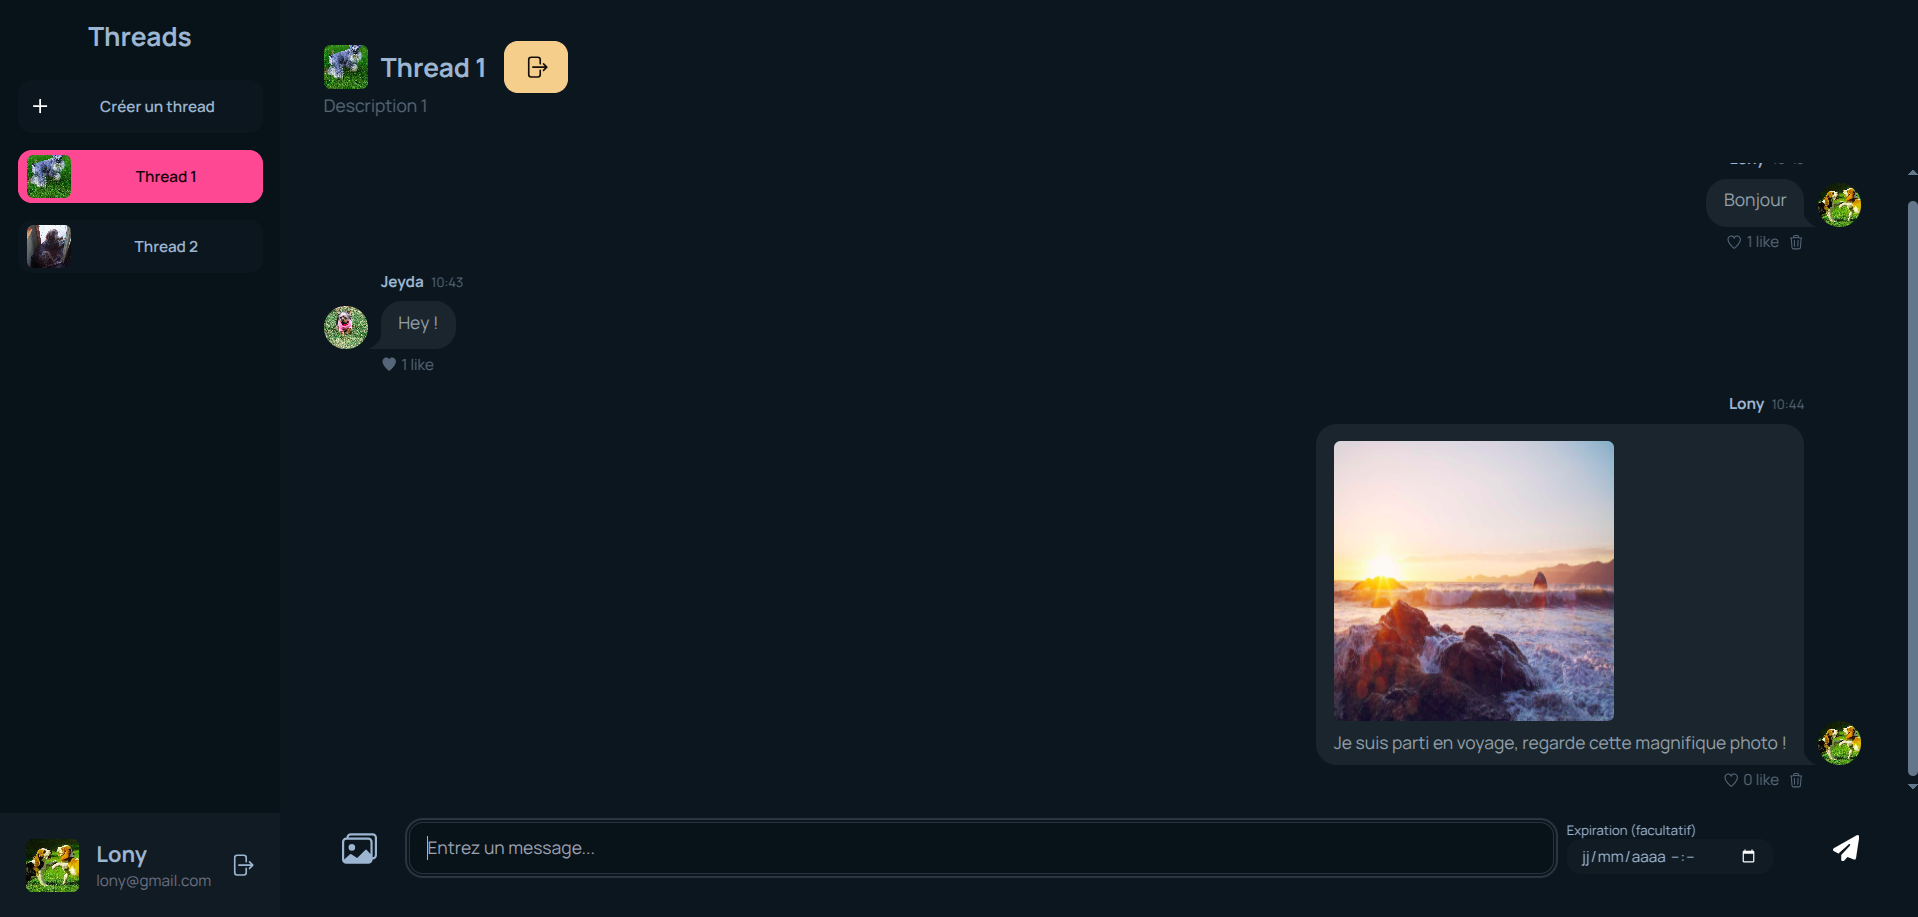 Threads
Créer un thread
Thread 1
Thread 2
Lony
lony@gmail.com
Thread 1
Description 1
Bonjour
1 like
Jeyda 10:43
Hey !
1 like
Lony 10:44
Je suis parti en voyage, regarde cette magnifique photo !
0 like
Entrez un message...
Expiration (facultatif)
jj/mm/aaaa --:--